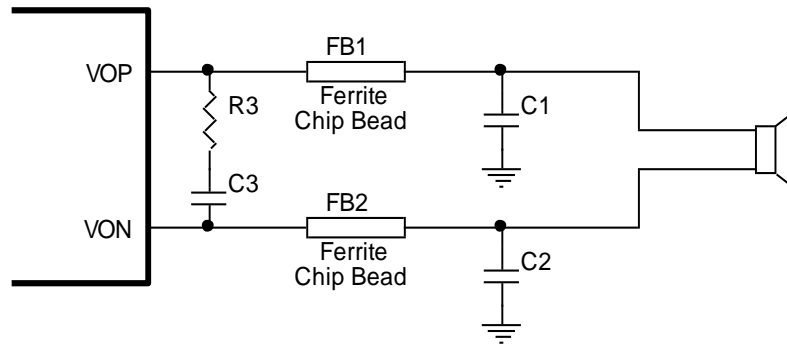 FB1
VOP
Ferrite
Chip Bead
R3
C1
C3
FB2
VON
Ferrite
Chip Bead
C2